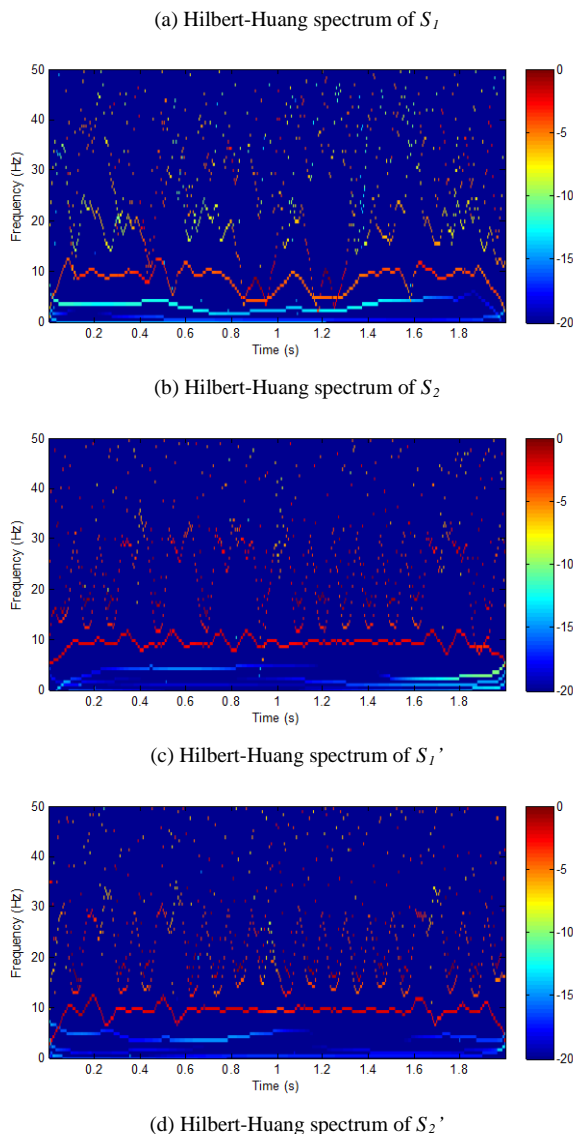 (a) Hilbert-Huang spectrum of S₁
50
40
30
20
10
0
Frequency (Hz)
0.2 0.4 0.6 0.8 1 1.2 1.4 1.6 1.8
Time (s)
0
-5
-10
-15
-20
(b) Hilbert-Huang spectrum of S₂
50
40
30
20
10
0
Frequency (Hz)
0.2 0.4 0.6 0.8 1 1.2 1.4 1.6 1.8
Time (s)
0
-5
-10
-15
-20
(c) Hilbert-Huang spectrum of S₁’
50
40
30
20
10
0
Frequency (Hz)
0.2 0.4 0.6 0.8 1 1.2 1.4 1.6 1.8
Time (s)
0
-5
-10
-15
-20
(d) Hilbert-Huang spectrum of S₂’